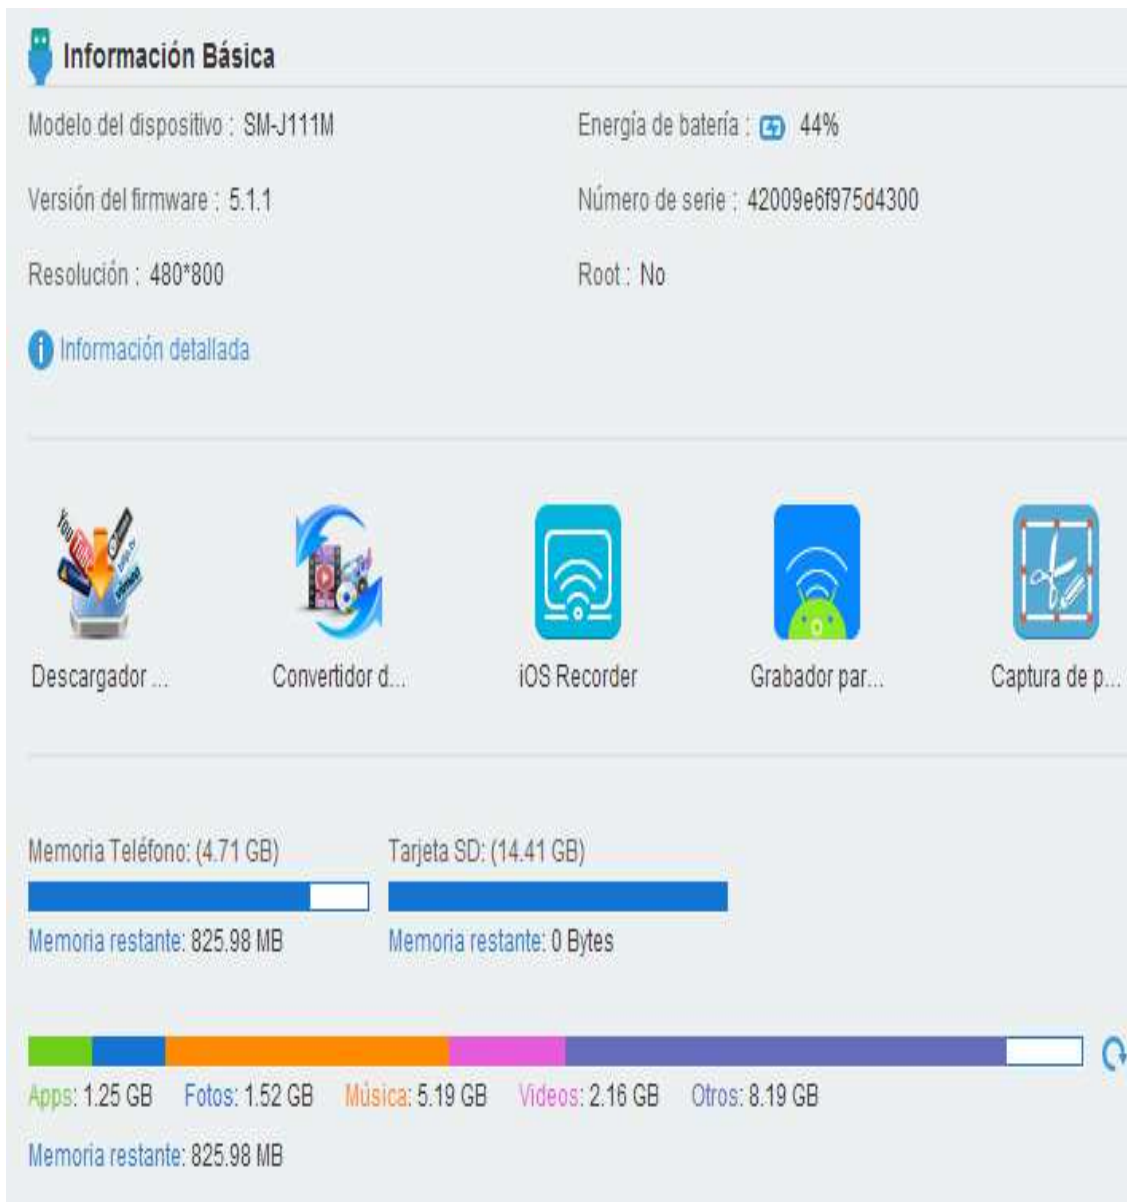 Información Básica
Modelo del dispositivo : SM-J111M
Energía de batería : 44%
Versión del firmware : 5.1.1
Número de serie : 42009e6f975d4300
Resolución : 480*800
Root : No
Información detallada
You Tube
vimeo
Descargador ...
Convertidor d...
iOS Recorder
Grabador par...
Captura de p...
Memoria Teléfono: (4.71 GB)
Tarjeta SD: (14.41 GB)
Memoria restante: 825.98 MB
Memoria restante: 0 Bytes
Apps: 1.25 GB
Fotos: 1.52 GB
Música: 5.19 GB
Videos: 2.16 GB
Otros: 8.19 GB
Memoria restante: 825.98 MB